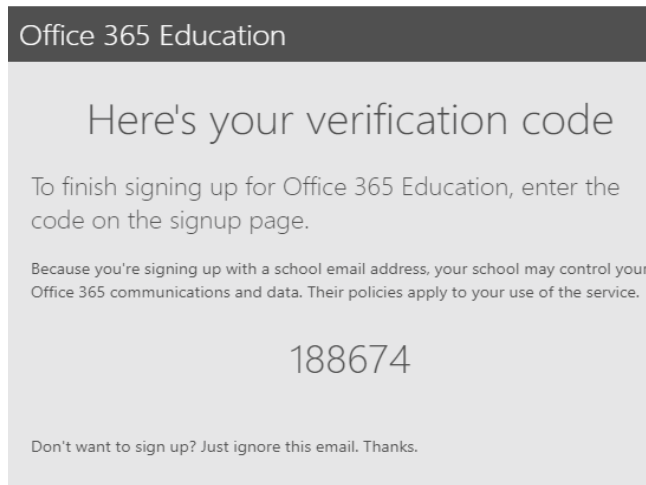 Office 365 Education
Here's your verification code
To finish signing up for Office 365 Education, enter the
code on the signup page.
Because you're signing up with a school email address, your school may control your
Office 365 communications and data. Their policies apply to your use of the service.
188674
Don't want to sign up? Just ignore this email. Thanks.